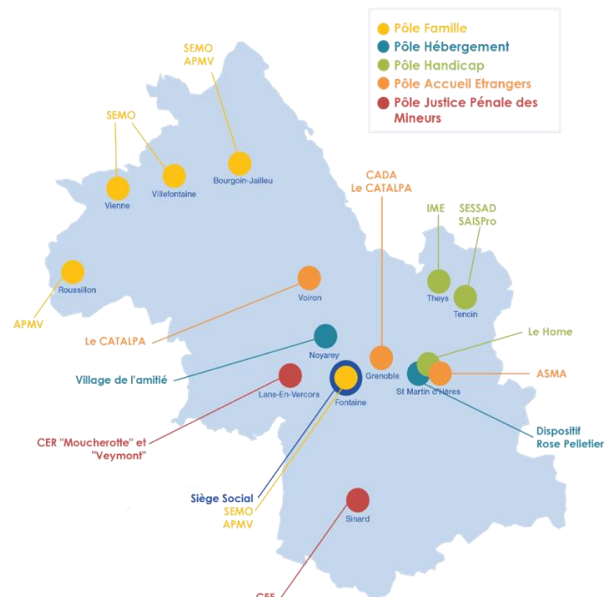 Pôle Famille
Pôle Hébergement
Pôle Handicap
Pôle Accueil Etrangers
Pôle Justice Pénale des
Mineurs
SEMO
APMV
SEMO
Bourgoin-Jailleu
Villefontaine
Vienne
CADA
Le CATALPA
IME
SESSAD
SAISPro
Roussillon
Voiron
Theys
Tencin
APMV
Le CATALPA
Le Home
Noyarey
Village de l'amitié
Grenoble
ASMA
Lans-En-Vercors
Fontaine
St Martin d'Hères
CER "Moucherotte" et
"Veymont"
Dispositif
Rose Pelletier
Siège Social
SEMO
APMV
Sinard